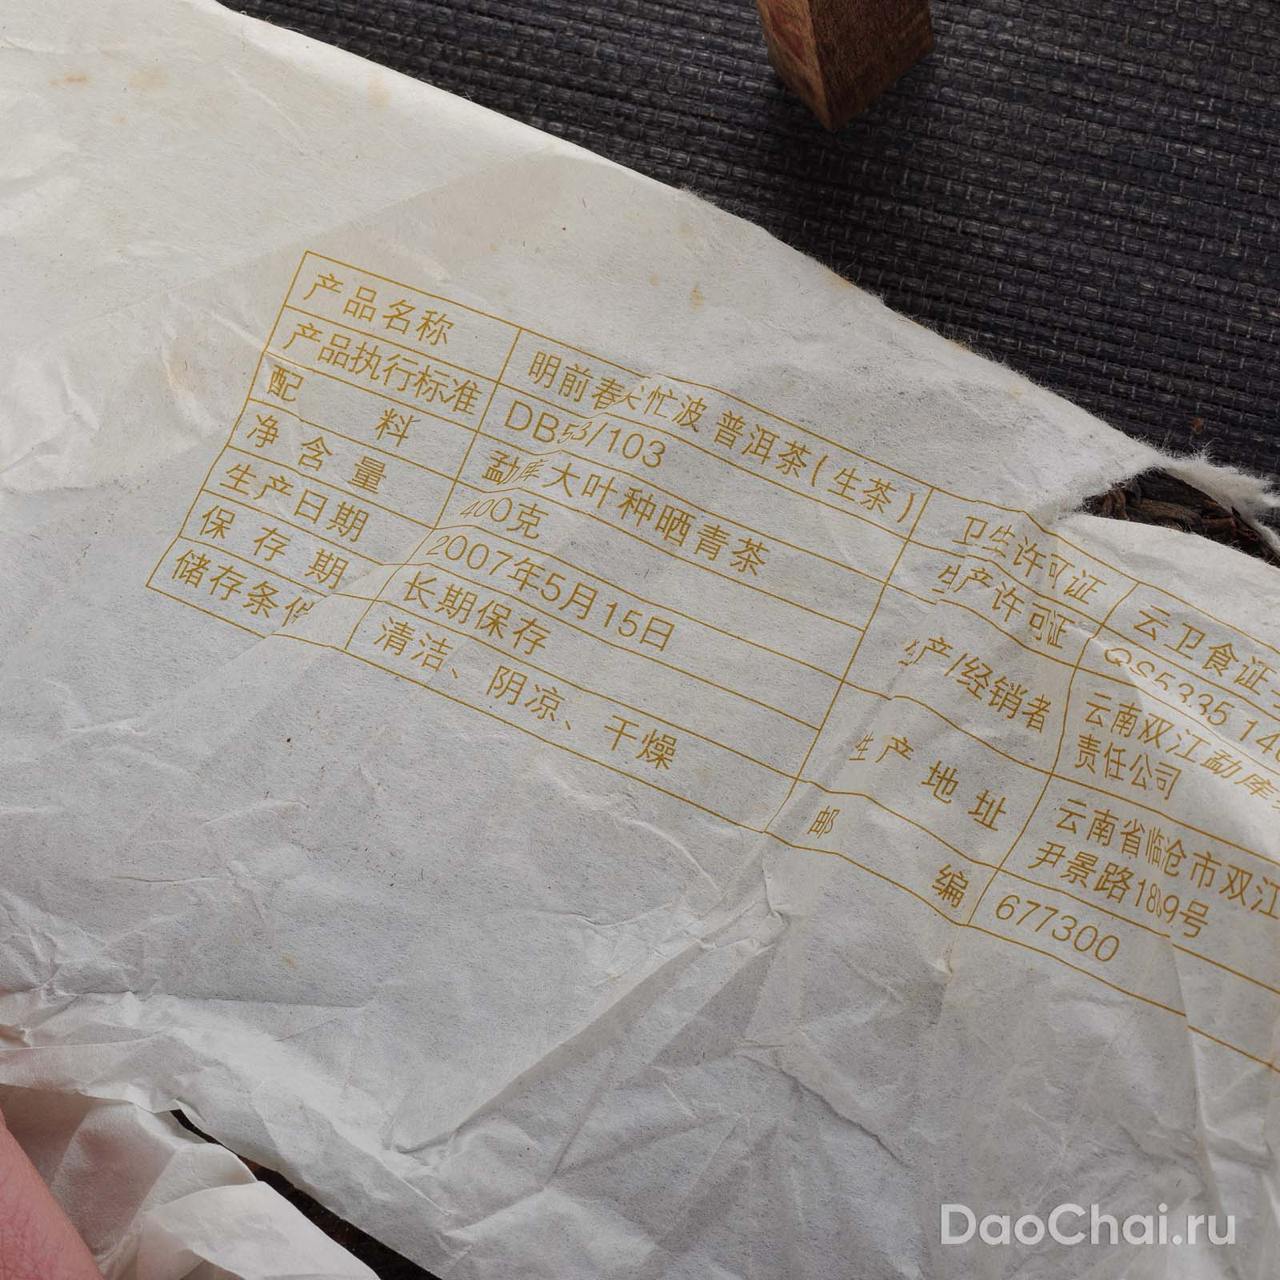 产品名称 明前春尖忙波 普洱茶(生茶)
产品执行标准 DB53/103
配 料 勐库大叶种晒青茶
净含量 400克
生产日期 2007年5月15日
保存期 长期保存
储存条件 清洁、阴凉、干燥
卫生许可证 云卫食证
生产许可证 QS5335 14
生产/经销者 云南双江勐库
责任公司
生产地址 云南省临沧市双江
尹景路189号
邮 编 677300
DaoChai.ru